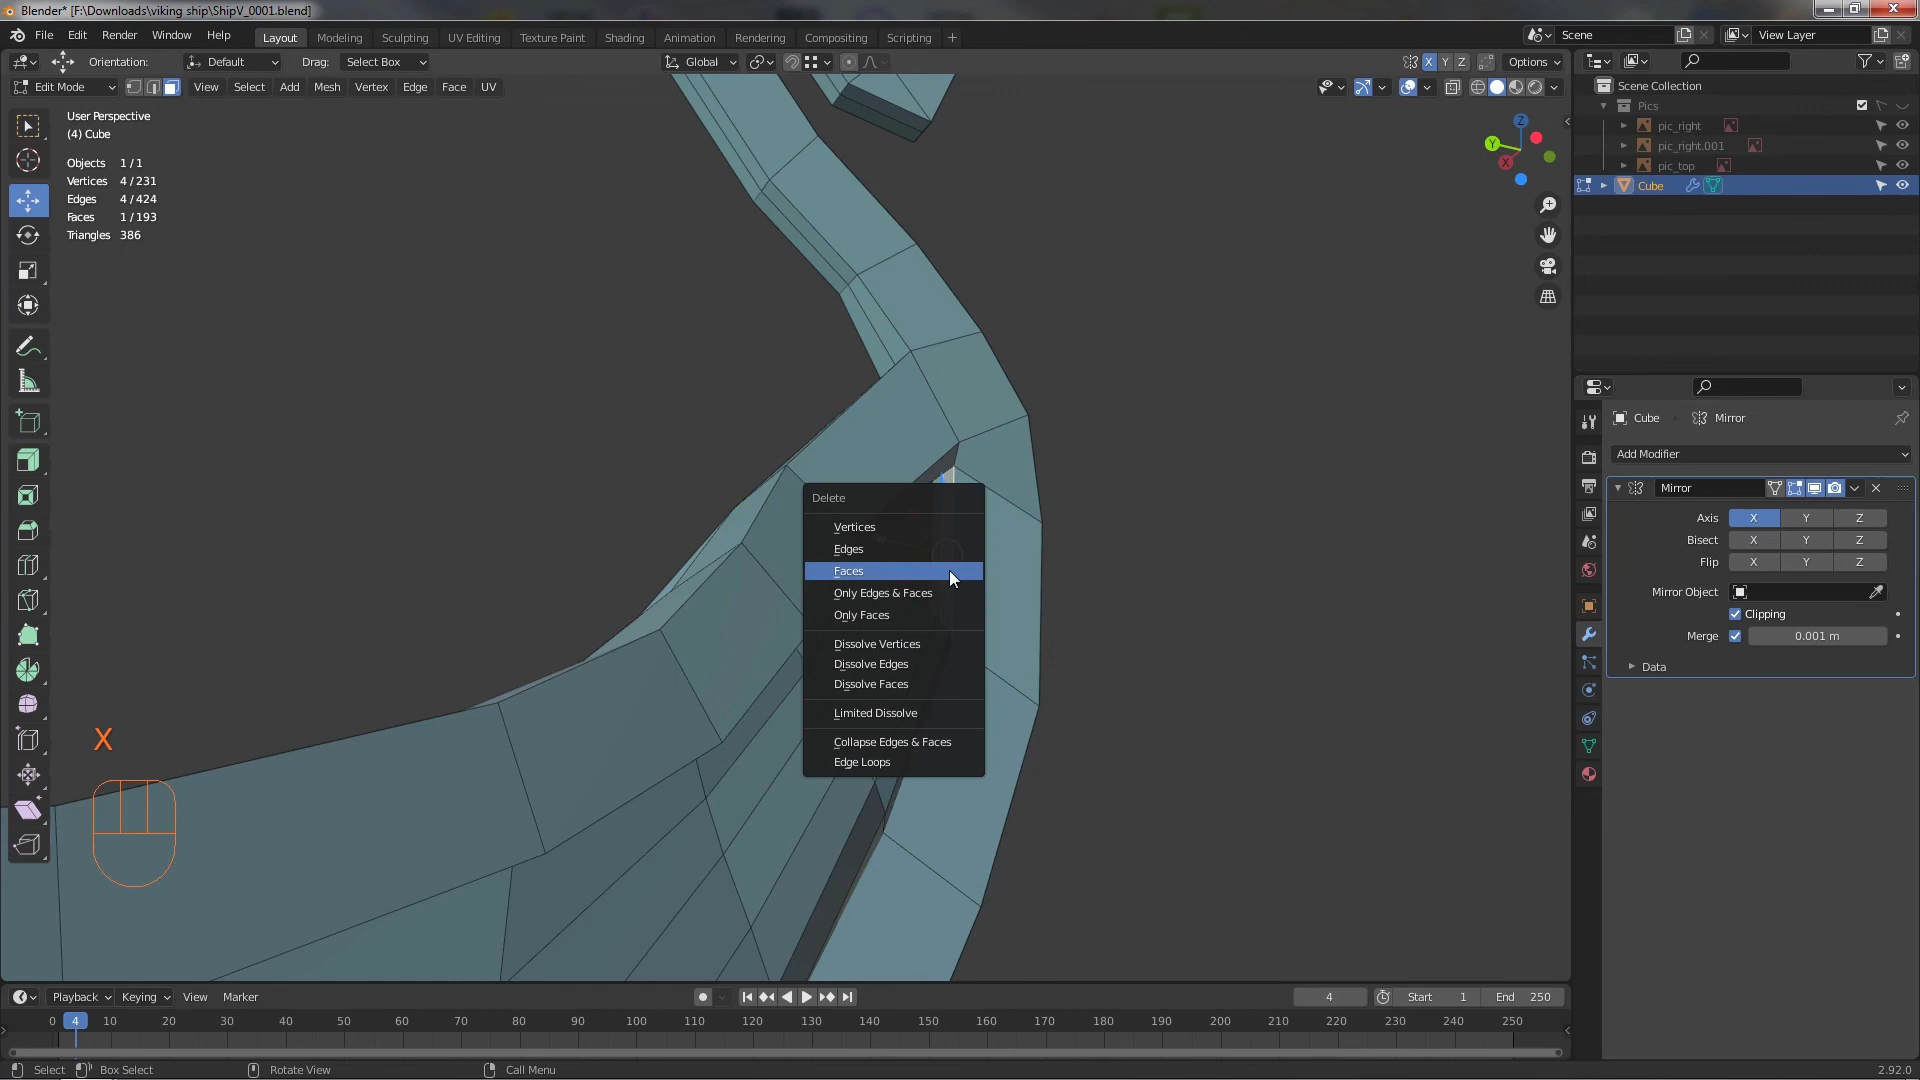 Blender* [F:\Downloads\viking ship\ShipV_0001.blend]
File Edit Render Window Help Layout Modeling Sculpting UV Editing Texture Paint Shading Animation Rendering Compositing Scripting + Scene View Layer
Orientation: Default Drag: Select Box Global X Y Z Options
Edit Mode View Select Add Mesh Vertex Edge Face UV
User Perspective
(4) Cube
Objects 1 / 1
Vertices 4 / 231
Edges 4 / 424
Faces 1 / 193
Triangles 386
Z
Y
X
Scene Collection
Pics
pic_right
pic_right.001
pic_top
Cube
Cube Mirror
Add Modifier
Mirror
Axis X Y Z
Bisect X Y Z
Flip X Y Z
Mirror Object
Clipping
Merge 0.001 m
Data
Delete
Vertices
Edges
Faces
Only Edges & Faces
Only Faces
Dissolve Vertices
Dissolve Edges
Dissolve Faces
Limited Dissolve
Collapse Edges & Faces
Edge Loops
X
Playback Keying View Marker 4 Start 1 End 250
0 4 10 20 30 40 50 60 70 80 90 100 110 120 130 140 150 160 170 180 190 200 210 220 230 240 250
Select Box Select Rotate View Call Menu 2.92.0